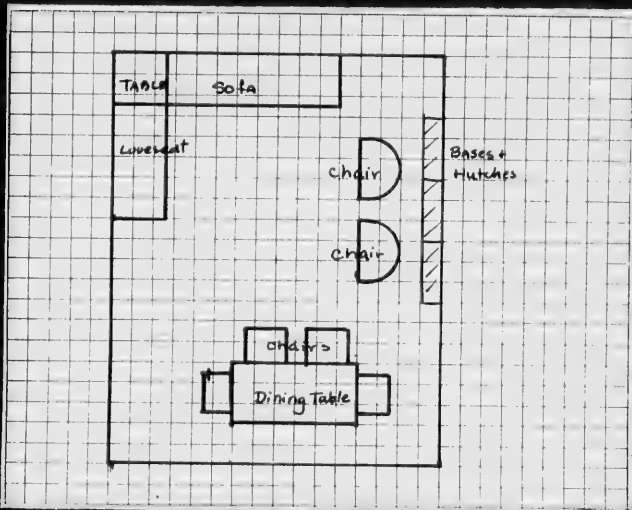 TABLE
Sofa
Loveseat
Chair
Bases +
Hutches
Chair
Chairs
Dining Table